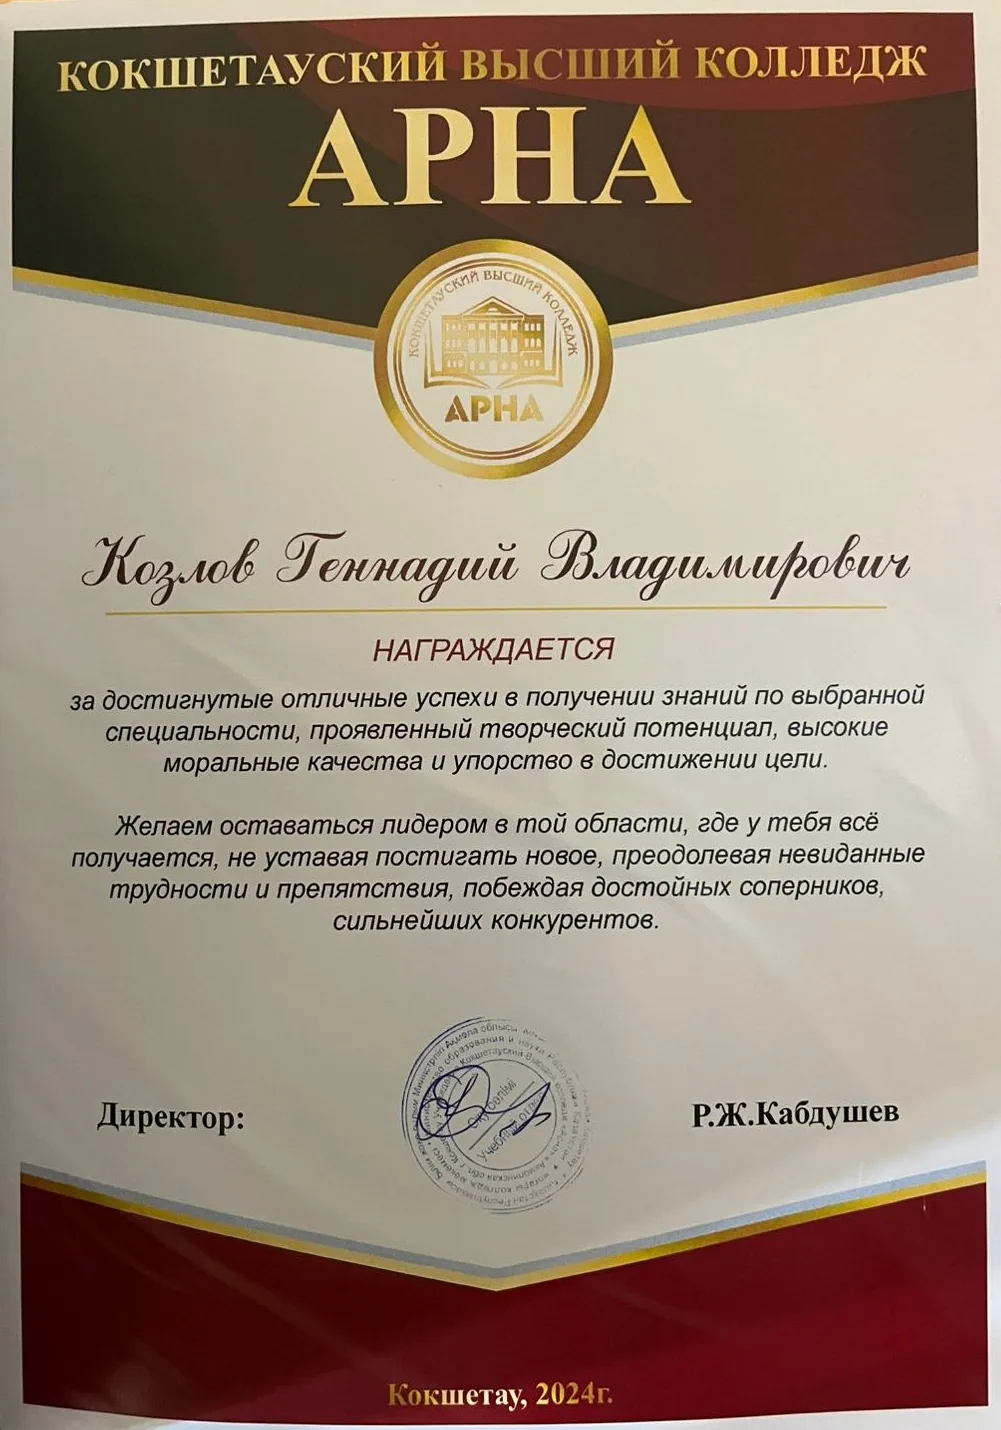 КОКШЕТАУСКИЙ ВЫСШИЙ КОЛЛЕДЖ
АРНА
КОКШЕТАУСКИЙ ВЫСШИЙ КОЛЛЕДЖ
АРНА
Козлов Геннадий Владимирович
НАГРАЖДАЕТСЯ
за достигнутые отличные успехи в получении знаний по выбранной
специальности, проявленный творческий потенциал, высокие
моральные качества и упорство в достижении цели.
Желаем оставаться лидером в той области, где у тебя всё
получается, не уставая постигать новое, преодолевая невиданные
трудности и препятствия, побеждая достойных соперников,
сильнейших конкурентов.
Директор:
Р.Ж.Кабдушев
Кокшетау, 2024г.